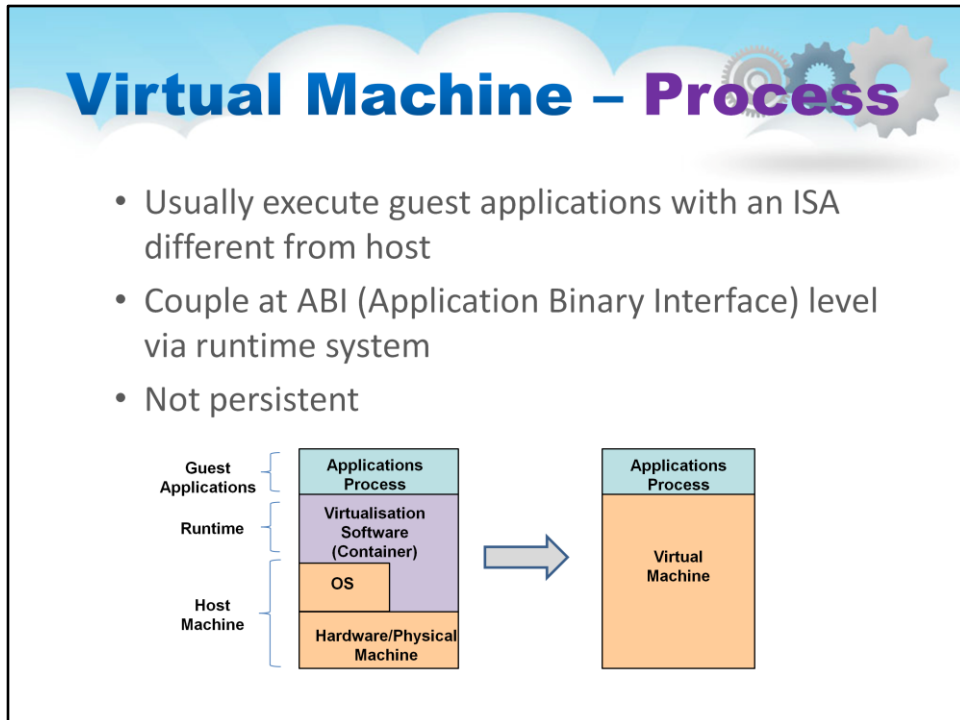 Virtual Machine – Process
• Usually execute guest applications with an ISA
different from host
• Couple at ABI (Application Binary Interface) level
via runtime system
• Not persistent
Guest
Applications
Runtime
Host
Machine
Applications
Process
Virtualisation
Software
(Container)
OS
Hardware/Physical
Machine
Applications
Process
Virtual
Machine